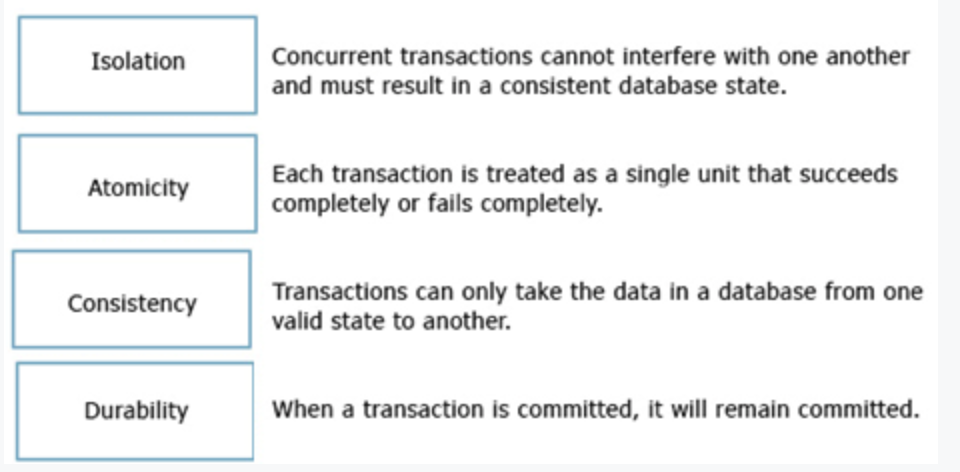 Isolation
Concurrent transactions cannot interfere with one another
and must result in a consistent database state.
Atomicity
Each transaction is treated as a single unit that succeeds
completely or fails completely.
Consistency
Transactions can only take the data in a database from one
valid state to another.
Durability
When a transaction is committed, it will remain committed.